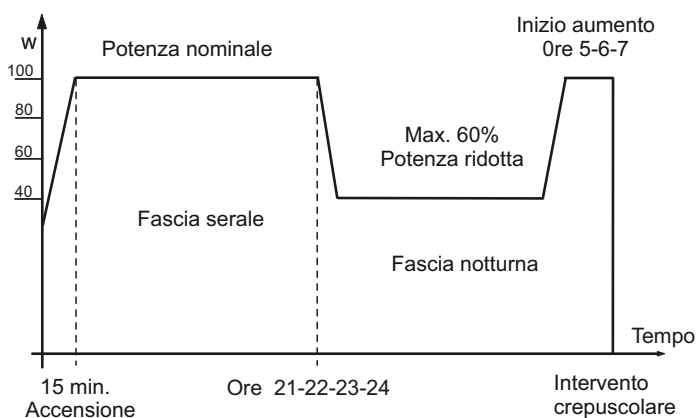 Inizio aumento
0re 5-6-7
W
Potenza nominale
100
80
60
40
Max. 60%
Potenza ridotta
Fascia serale
Fascia notturna
Tempo
15 min.
Accensione
Ore 21-22-23-24
Intervento
crepuscolare